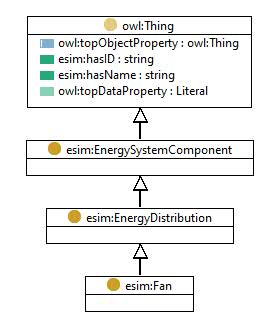 owl:Thing
owl:topObjectProperty : owl:Thing
esim:hasID : string
esim:hasName : string
owl:topDataProperty : Literal
esim:EnergySystemComponent
esim:EnergyDistribution
esim:Fan